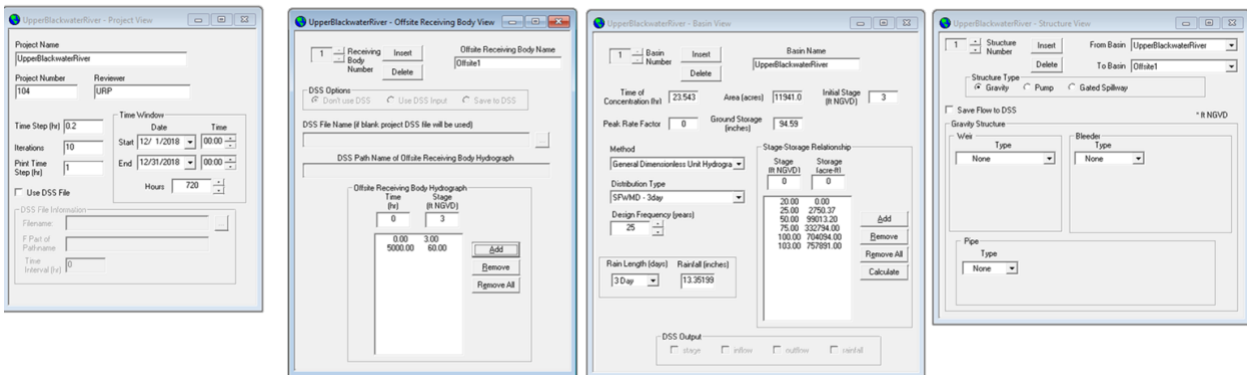 UpperBlackwaterRiver - Project View
Project Name
UpperBlackwaterRiver
Project Number Reviewer
104 URP
Time Step (hr) 0.2
Iterations 10
Print Time Step (hr) 1
Use DSS File
Time Window
Date Time
Start 12/ 1/2018 00:00
End 12/31/2018 00:00
Hours 720
DSS File Information
Filename:
F Part of Pathname
Time Interval (hr) 0
UpperBlackwaterRiver - Offsite Receiving Body View
1 Receiving Body Number
Insert
Delete
Offsite Receiving Body Name
Offsite1
DSS Options
Don't use DSS Use DSS Input Save to DSS
DSS File Name (if blank project DSS file will be used)
DSS Path Name of Offsite Receiving Body Hydrograph
Offsite Receiving Body Hydrograph
Time (hr) Stage (ft NGVD)
0 3
0.00 3.00
5000.00 60.00
Add
Remove
Remove All
UpperBlackwaterRiver - Basin View
1 Basin Number
Insert
Delete
Basin Name
UpperBlackwaterRiver
Time of Concentration (hr) 23.543
Area (acres) 11941.0
Initial Stage (ft NGVD) 3
Peak Rate Factor 0
Ground Storage (inches) 94.59
Method
General Dimensionless Unit Hydrogra
Distribution Type
SFWMD - 3day
Design Frequency (years)
25
Rain Length (days) Rainfall (inches)
3 Day 13.35199
Stage-Storage Relationship
Stage (ft NGVD) Storage (acre-ft)
0 0
20.00 0.00
25.00 2750.37
50.00 99013.20
75.00 332794.00
100.00 704094.00
103.00 757891.00
Add
Remove
Remove All
Calculate
DSS Output
stage inflow outflow rainfall
UpperBlackwaterRiver - Structure View
1 Structure Number
Insert
Delete
From Basin UpperBlackwaterRiver
To Basin Offsite1
Structure Type
Gravity Pump Gated Spillway
Save Flow to DSS
* ft NGVD
Gravity Structure
Weir
Type
None
Bleeder
Type
None
Pipe
Type
None